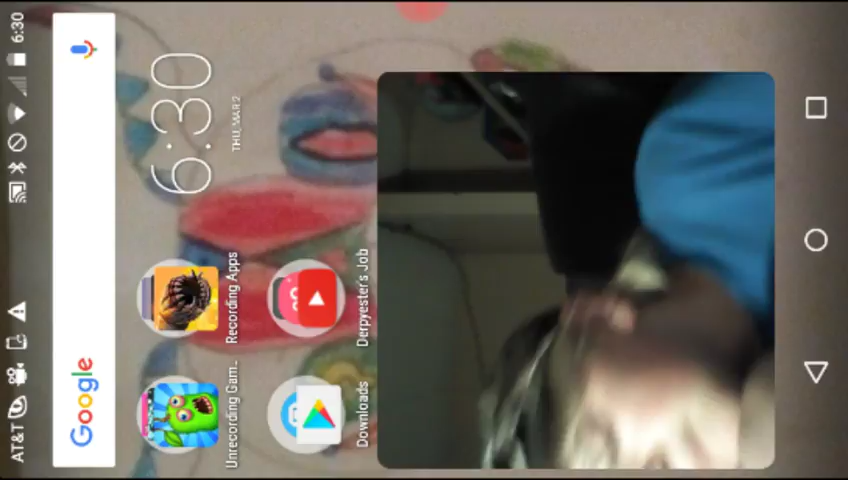 AT&T
6:30
Google
6:30
THU, MAR 2
Unrecording Gam..
Recording Apps
Downloads
Derpyester's Job